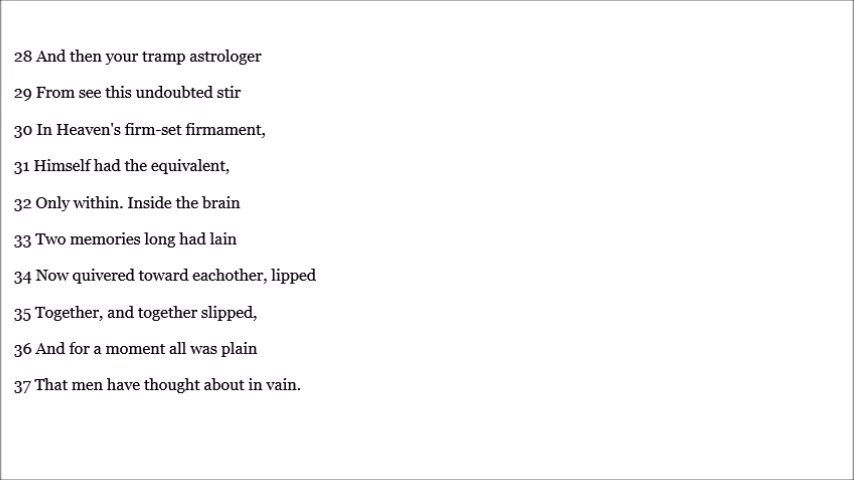 28 And then your tramp astrologer
29 From see this undoubted stir
30 In Heaven's firm-set firmament,
31 Himself had the equivalent,
32 Only within. Inside the brain
33 Two memories long had lain
34 Now quivered toward eachother, lipped
35 Together, and together slipped,
36 And for a moment all was plain
37 That men have thought about in vain.